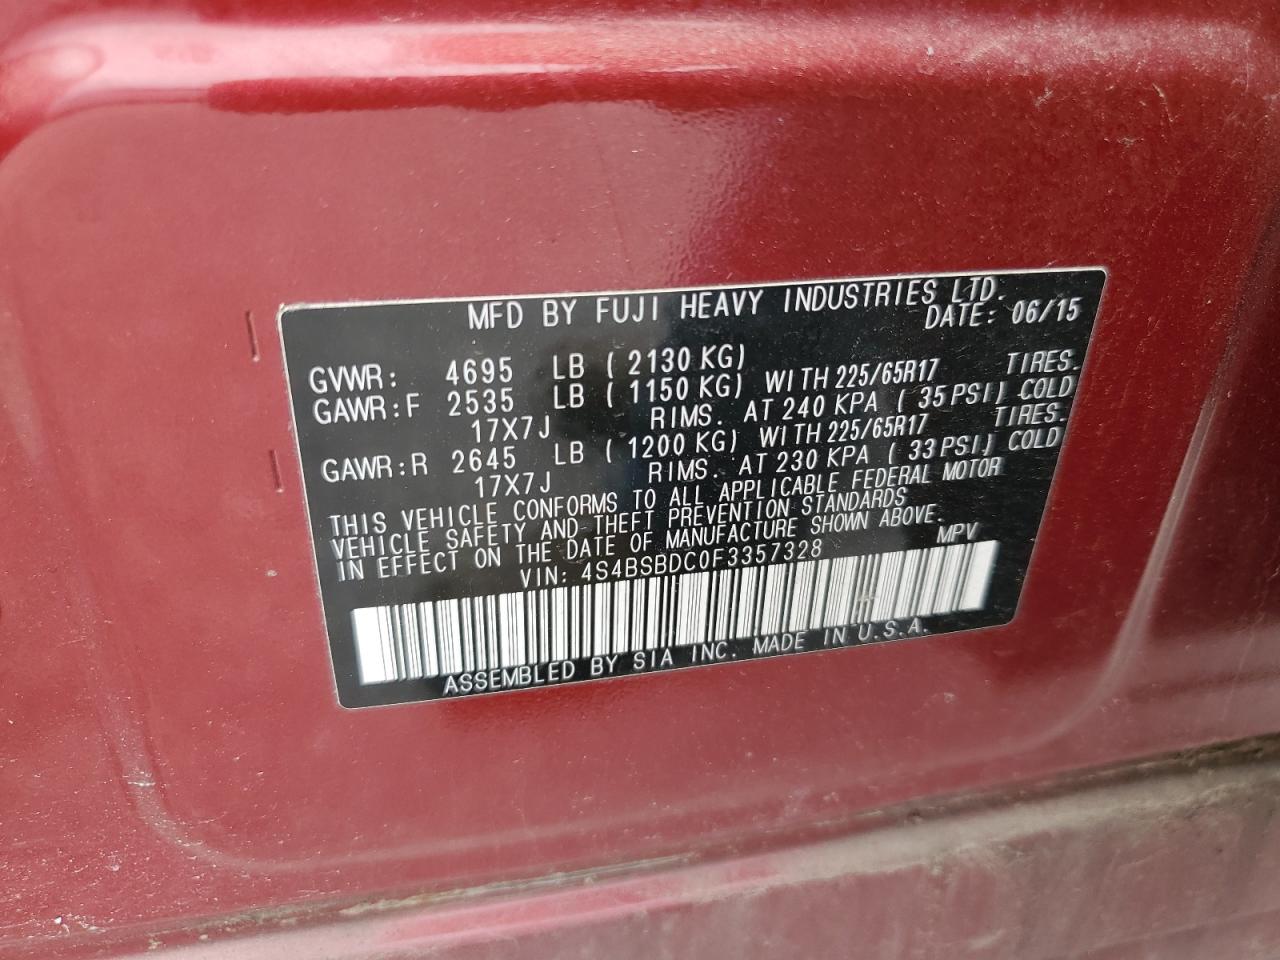 MFD BY FUJI HEAVY INDUSTRIES LTD.
DATE: 06/15
GVWR: 4695 LB ( 2130 KG)
GAWR:F 2535 LB ( 1150 KG) WITH 225/65R17 TIRES.
17X7J RIMS. AT 240 KPA ( 35 PSI) COLD
GAWR:R 2645 LB ( 1200 KG) WITH 225/65R17 TIRES.
17X7J RIMS. AT 230 KPA ( 33 PSI) COLD
THIS VEHICLE CONFORMS TO ALL APPLICABLE FEDERAL MOTOR
VEHICLE SAFETY AND THEFT PREVENTION STANDARDS
IN EFFECT ON THE DATE OF MANUFACTURE SHOWN ABOVE.
VIN: 4S4BSBDC0F3357328 MPV
ASSEMBLED BY SIA INC. MADE IN U.S.A.